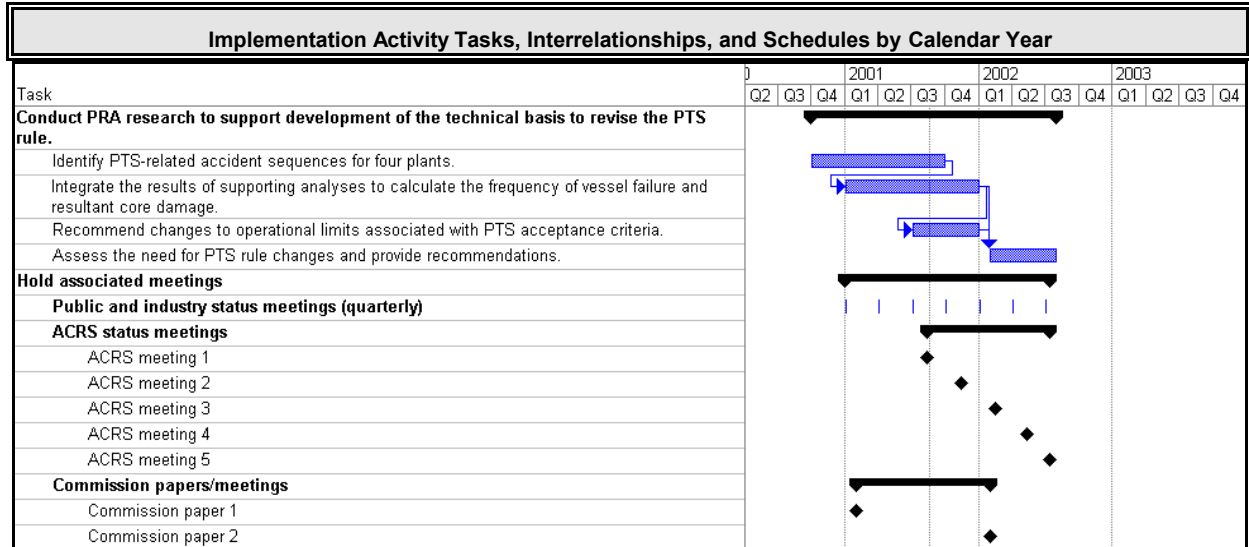 Implementation Activity Tasks, Interrelationships, and Schedules by Calendar Year
2001 2002 2003
Task Q2 Q3 Q4 Q1 Q2 Q3 Q4 Q1 Q2 Q3 Q4 Q1 Q2 Q3 Q4
Conduct PRA research to support development of the technical basis to revise the PTS
rule.
Identify PTS-related accident sequences for four plants.
Integrate the results of supporting analyses to calculate the frequency of vessel failure and
resultant core damage.
Recommend changes to operational limits associated with PTS acceptance criteria.
Assess the need for PTS rule changes and provide recommendations.
Hold associated meetings
Public and industry status meetings (quarterly)
ACRS status meetings
ACRS meeting 1
ACRS meeting 2
ACRS meeting 3
ACRS meeting 4
ACRS meeting 5
Commission papers/meetings
Commission paper 1
Commission paper 2